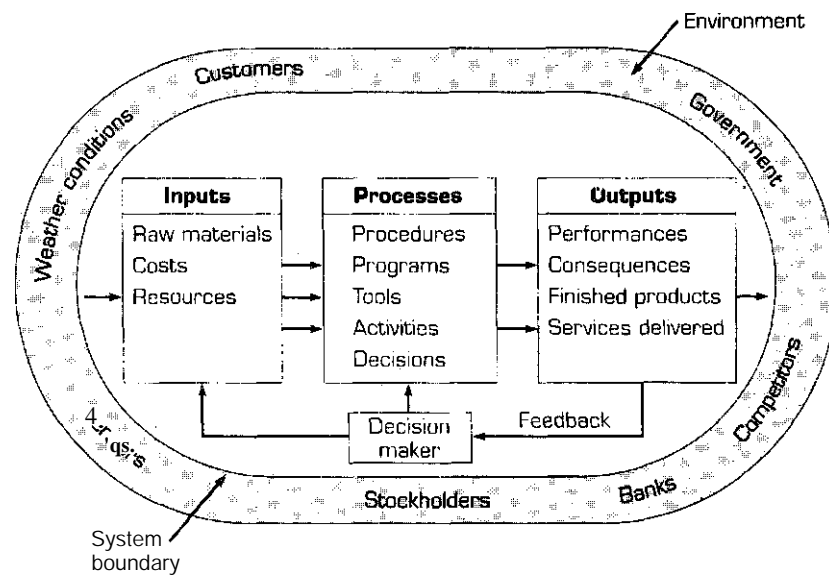 Environment
Customers
Government
Weather conditions
Inputs
Raw materials
Costs
Resources
Processes
Procedures
Programs
Tools
Activities
Decisions
Outputs
Performances
Consequences
Finished products
Services delivered
Competitors
Decision
maker
Feedback
Stockholders
Banks
System
boundary